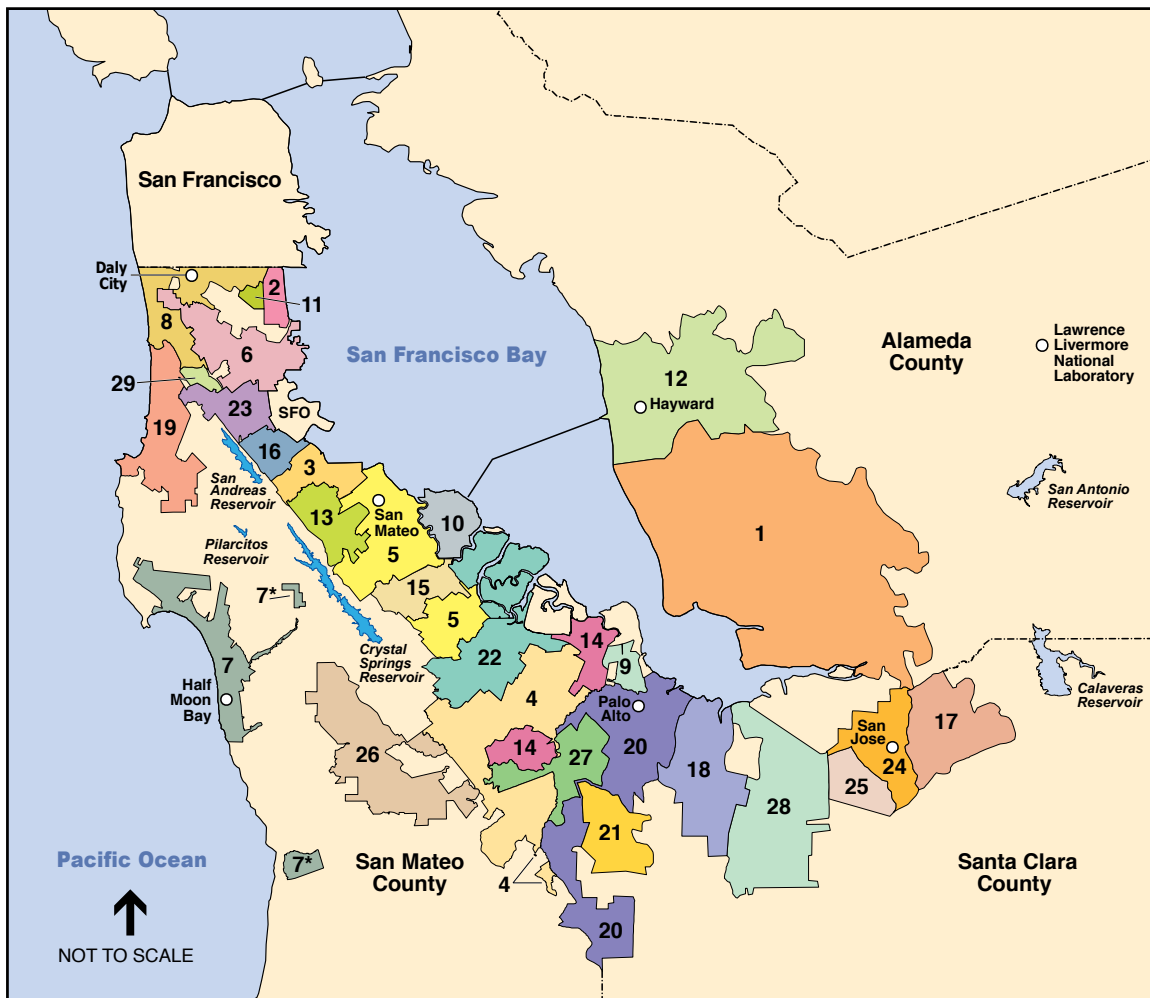 San Francisco
Daly
City
2
11
8
6
San Francisco Bay
Alameda
County
Lawrence
Livermore
National
Laboratory
29
12
Hayward
23
SFO
19
16
3
San
Andreas
Reservoir
San Antonio
Reservoir
13
San
Mateo
10
1
Pilarcitos
Reservoir
5
15
7*
5
14
Crystal
Springs
Reservoir
22
9
7
Half
Moon
Bay
4
Palo
Alto
Calaveras
Reservoir
17
San
Jose
14
26
27
20
18
24
25
28
21
Pacific Ocean
7*
San Mateo
County
4
Santa Clara
County
20
NOT TO SCALE